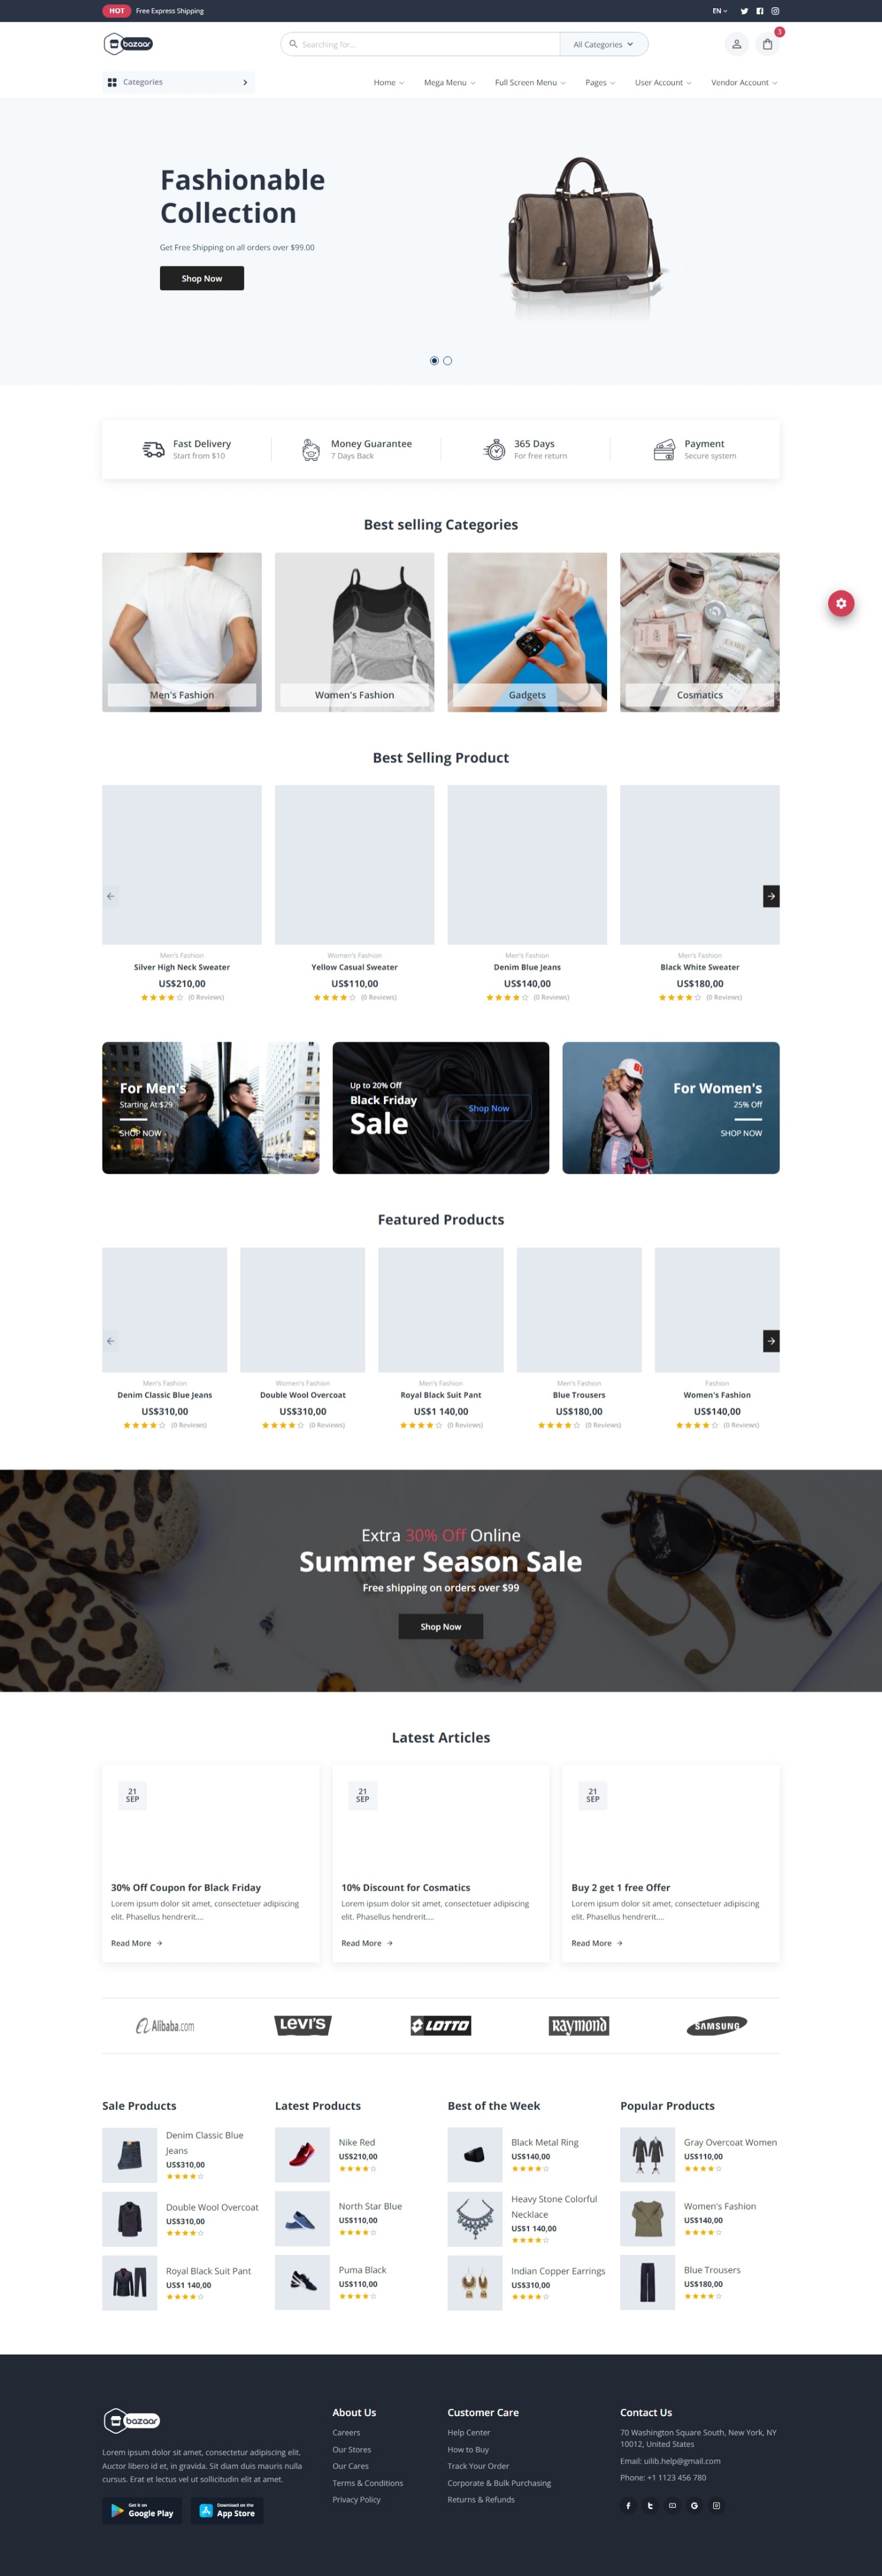 HOT Free Express Shipping
EN
bazaar
Searching for...
All Categories
3
Categories
Home
Mega Menu
Full Screen Menu
Pages
User Account
Vendor Account
Fashionable
Collection
Get Free Shipping on all orders over $99.00
Shop Now
Fast Delivery
Start from $10
Money Guarantee
7 Days Back
365 Days
For free return
Payment
Secure system
Best selling Categories
Men's Fashion
Women's Fashion
Gadgets
Cosmatics
Best Selling Product
Men's Fashion
Silver High Neck Sweater
US$210,00
(0 Reviews)
Women's Fashion
Yellow Casual Sweater
US$110,00
(0 Reviews)
Men's Fashion
Denim Blue Jeans
US$140,00
(0 Reviews)
Men's Fashion
Black White Sweater
US$180,00
(0 Reviews)
For Men's
Starting At $29
SHOP NOW
Up to 20% Off
Black Friday
Sale
Shop Now
For Women's
25% Off
SHOP NOW
Featured Products
Men's Fashion
Denim Classic Blue Jeans
US$310,00
(0 Reviews)
Women's Fashion
Double Wool Overcoat
US$310,00
(0 Reviews)
Men's Fashion
Royal Black Suit Pant
US$1 140,00
(0 Reviews)
Men's Fashion
Blue Trousers
US$180,00
(0 Reviews)
Fashion
Women's Fashion
US$140,00
(0 Reviews)
Extra 30% Off Online
Summer Season Sale
Free shipping on orders over $99
Shop Now
Latest Articles
21
SEP
30% Off Coupon for Black Friday
Lorem ipsum dolor sit amet, consectetuer adipiscing
elit. Phasellus hendrerit....
Read More
21
SEP
10% Discount for Cosmatics
Lorem ipsum dolor sit amet, consectetuer adipiscing
elit. Phasellus hendrerit....
Read More
21
SEP
Buy 2 get 1 free Offer
Lorem ipsum dolor sit amet, consectetuer adipiscing
elit. Phasellus hendrerit....
Read More
Alibaba.com
LEVI'S
LOTTO
Raymond
SAMSUNG
Sale Products
Denim Classic Blue
Jeans
US$310,00
Double Wool Overcoat
US$310,00
Royal Black Suit Pant
US$1 140,00
Latest Products
Nike Red
US$210,00
North Star Blue
US$110,00
Puma Black
US$110,00
Best of the Week
Black Metal Ring
US$140,00
Heavy Stone Colorful
Necklace
US$1 140,00
Indian Copper Earrings
US$310,00
Popular Products
Gray Overcoat Women
US$110,00
Women's Fashion
US$140,00
Blue Trousers
US$180,00
bazaar
Lorem ipsum dolor sit amet, consectetur adipiscing elit.
Auctor libero id et, in gravida. Sit diam duis mauris nulla
cursus. Erat et lectus vel ut sollicitudin elit at amet.
Get it on
Google Play
Download on the
App Store
About Us
Careers
Our Stores
Our Cares
Terms & Conditions
Privacy Policy
Customer Care
Help Center
How to Buy
Track Your Order
Corporate & Bulk Purchasing
Returns & Refunds
Contact Us
70 Washington Square South, New York, NY
10012, United States
Email: uilib.help@gmail.com
Phone: +1 1123 456 780